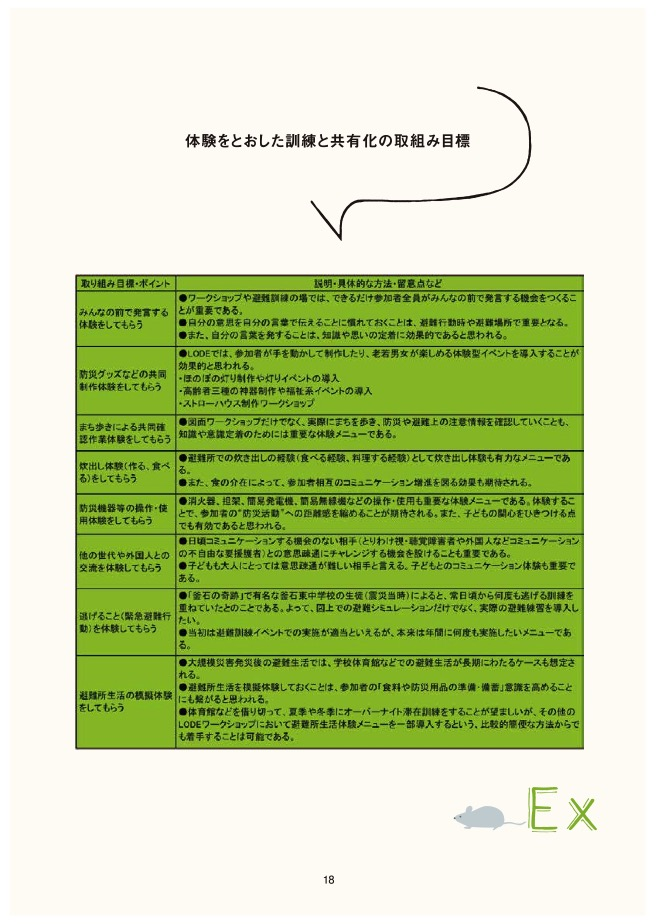 体験をとおした訓練と共有化の取組み目標
取り組み目標・ポイント
説明・具体的な方法・留意点など
みんなの前で発言する
体験をしてもらう
●ワークショップや避難訓練の場では、できるだけ参加者全員がみんなの前で発言する機会をつくるこ
とが重要である。
●自分の意思を自分の言葉で伝えることに慣れておくことは、避難行動時や避難場所で重要となる。
●また、自分の言葉を発することは、知識や思いの定着に効果的であると思われる。
防災グッズなどの共同
制作体験をしてもらう
●LODEでは、参加者が手を動かして制作したり、老若男女が楽しめる体験型イベントを導入することが
効果的と思われる。
・ほのぼの灯り制作や灯りイベントの導入
・高齢者三種の神器制作や福祉系イベントの導入
・ストローハウス制作ワークショップ
まち歩きによる共同確
認作業体験をしてもらう
●図面ワークショップだけでなく、実際にまちを歩き、防災や避難上の注意情報を確認していくことも、
知識や意識定着のためには重要な体験メニューである。
炊出し体験(作る、食べ
る)をしてもらう
●避難所での炊き出しの経験(食べる経験、料理する経験)として炊き出し体験も有力なメニューであ
る。
●また、食の介在によって、参加者相互のコミュニケーション増進を図る効果も期待される。
防災機器等の操作・使
用体験をしてもらう
●消火器、担架、簡易発電機、簡易無線機などの操作・使用も重要な体験メニューである。体験するこ
とで、参加者の"防災活動"への距離感を縮めることが期待される。また、子どもの関心をひきつける点
でも有効であると思われる。
他の世代や外国人との
交流を体験してもらう
●日頃コミュニケーションする機会のない相手(とりわけ視・聴覚障害者や外国人などコミュニケーション
の不自由な要援護者)との意思疎通にチャレンジする機会を設けることも重要である。
●子どもも大人にとっては意思疎通が難しい相手と言える。子どもとのコミュニケーション体験も重要で
ある。
逃げること(緊急避難行
動)を体験してもらう
●「釜石の奇跡」で有名な釜石東中学校の生徒(震災当時)によると、常日頃から何度も逃げる訓練を
重ねていたとのことである。よって、図上での避難シミュレーションだけでなく、実際の避難練習を導入し
たい。
●当初は避難訓練イベントでの実施が適当といえるが、本来は年間に何度も実施したいメニューであ
る。
避難所生活の模擬体験
をしてもらう
●大規模災害発災後の避難生活では、学校体育館などでの避難生活が長期にわたるケースも想定さ
れる。
●避難所生活を模擬体験しておくことは、参加者の「食料や防災用品の準備・備蓄」意識を高めること
にも繋がると思われる。
●体育館などを借り切って、夏季や冬季にオーバーナイト滞在訓練をすることが望ましいが、その他の
LODEワークショップにおいて避難所生活体験メニューを一部導入するという、比較的簡便な方法からで
も着手することは可能である。
Ex
18